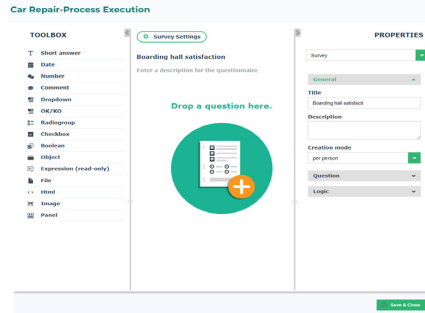 Car Repair-Process Execution
TOOLBOX
Short answer
Date
Number
Comment
Dropdown
OK/KO
Radiogroup
Checkbox
Boolean
Object
Expression (read-only)
File
Html
Image
Panel
Survey Settings
Boarding hall satisfaction
Enter a description for the questionnaire
Drop a question here.
PROPERTIES
Survey
General
Title
Boarding hall satisfacti
Description
Creation mode
per person
Question
Logic
Save & Close